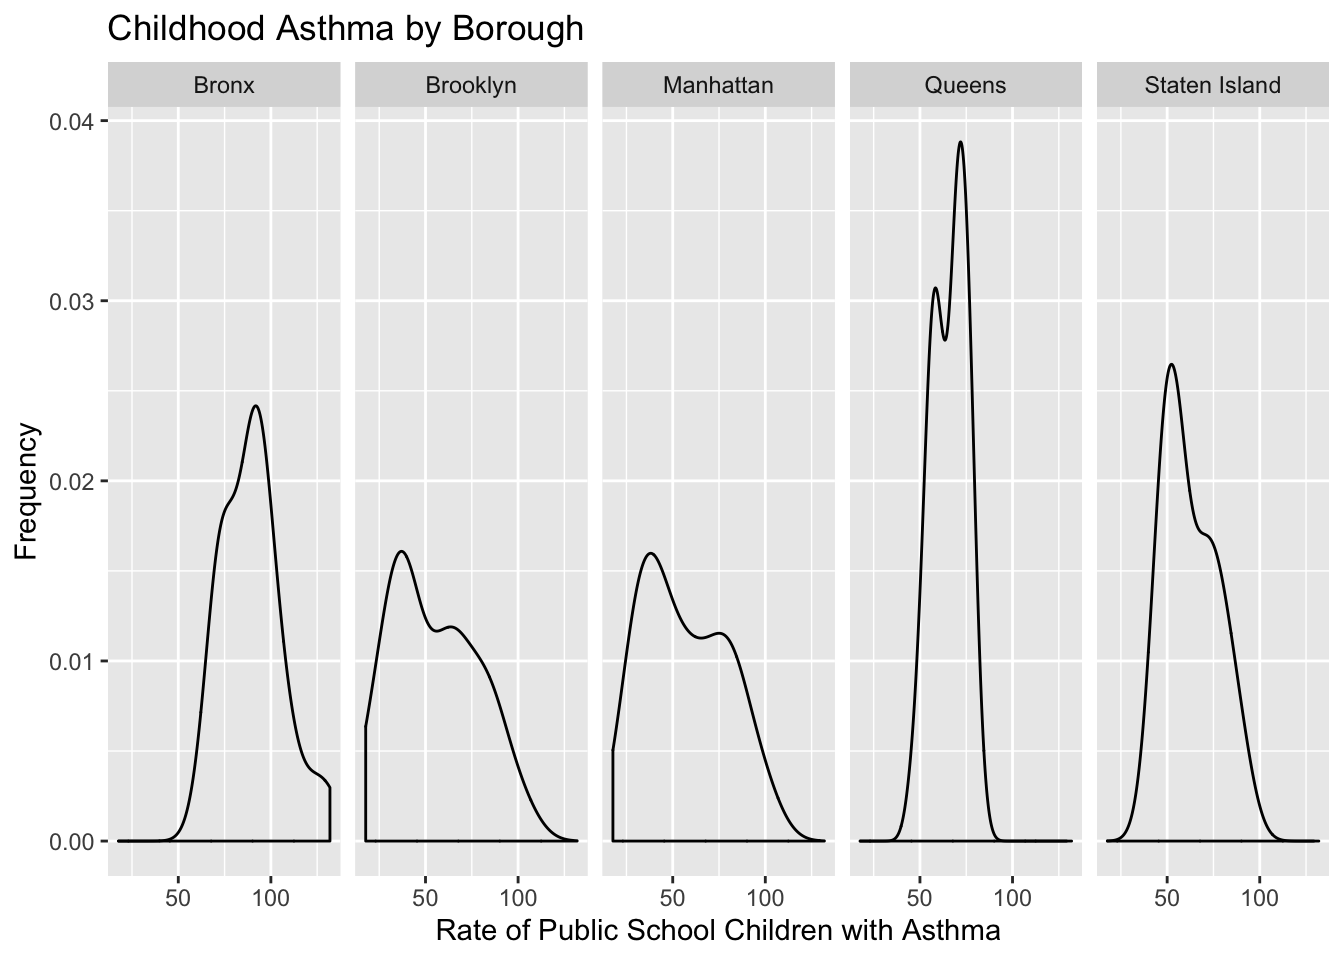 Childhood Asthma by Borough
Bronx Brooklyn Manhattan Queens Staten Island
0.04
0.03
0.02
0.01
0.00
Frequency
50 100 50 100 50 100 50 100 50 100
Rate of Public School Children with Asthma